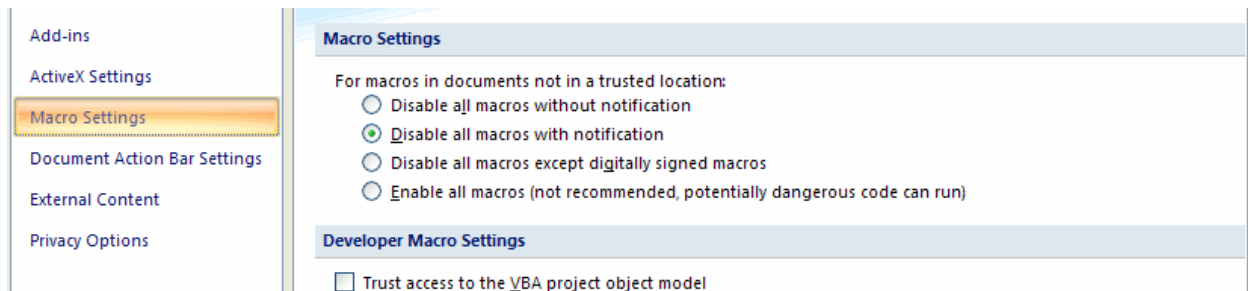 Add-ins
ActiveX Settings
Macro Settings
Document Action Bar Settings
External Content
Privacy Options
Macro Settings
For macros in documents not in a trusted location:
Disable all macros without notification
Disable all macros with notification
Disable all macros except digitally signed macros
Enable all macros (not recommended, potentially dangerous code can run)
Developer Macro Settings
Trust access to the VBA project object model